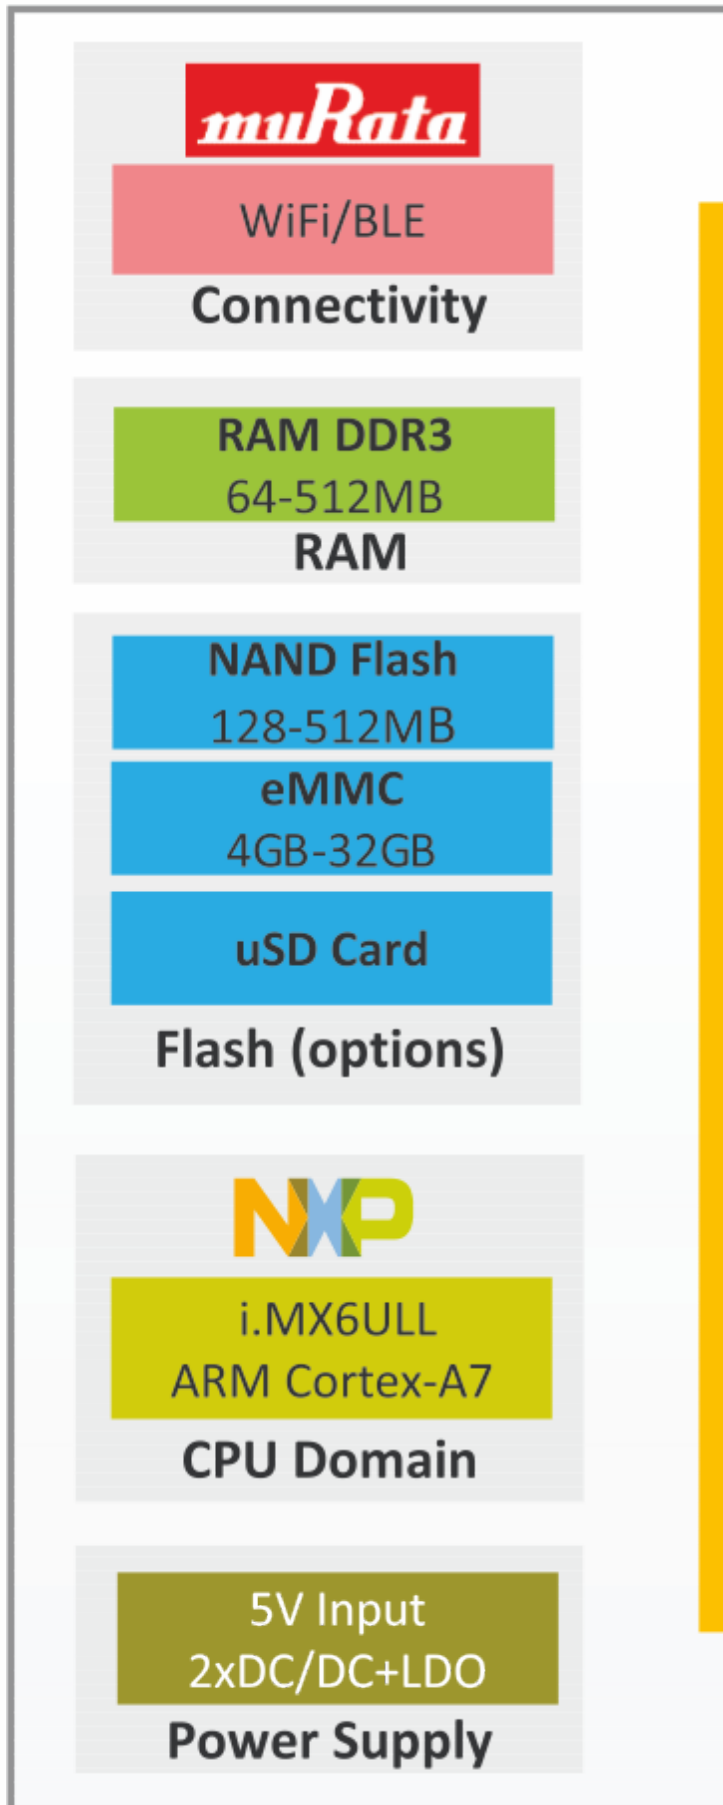 muRata
WiFi/BLE
Connectivity
RAM DDR3
64-512MB
RAM
NAND Flash
128-512MB
eMMC
4GB-32GB
uSD Card
Flash (options)
NXP
i.MX6ULL
ARM Cortex-A7
CPU Domain
5V Input
2xDC/DC+LDO
Power Supply